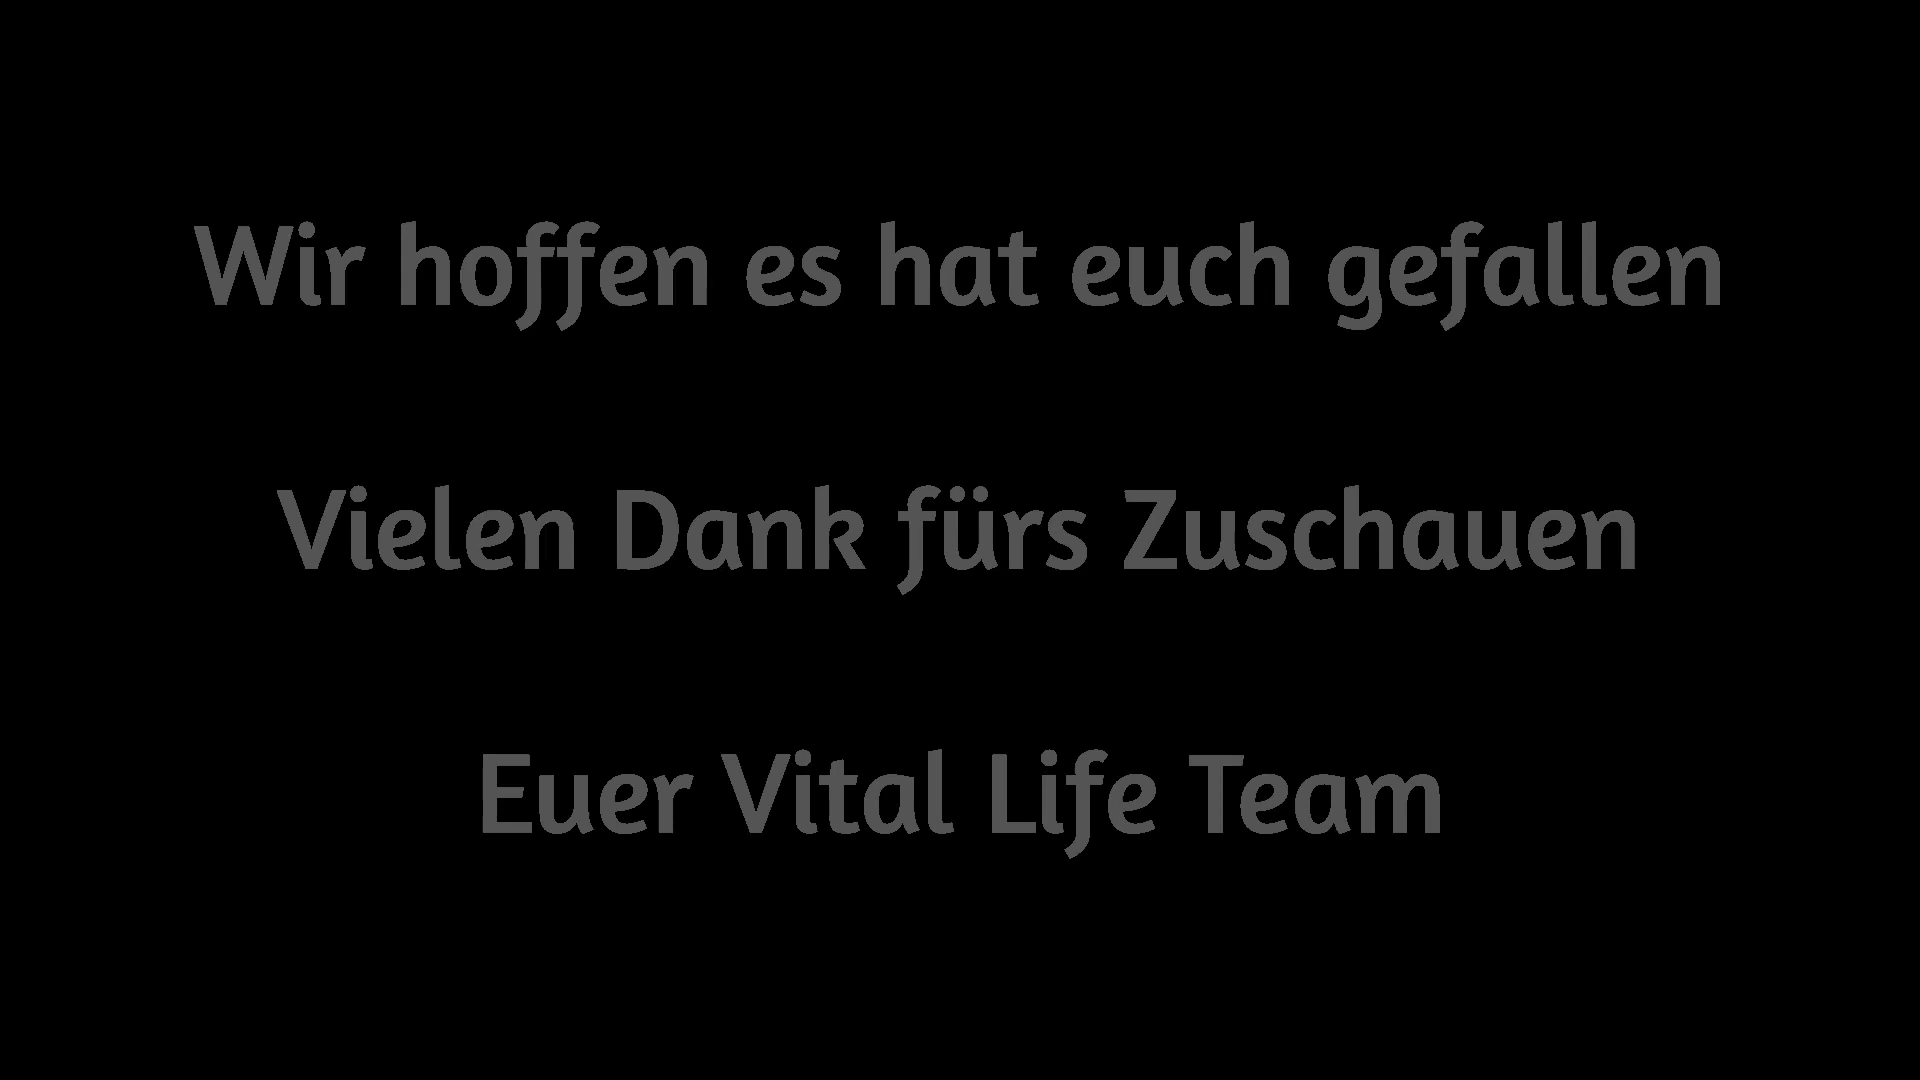 Wir hoffen es hat euch gefallen
Vielen Dank fürs Zuschauen
Euer Vital Life Team